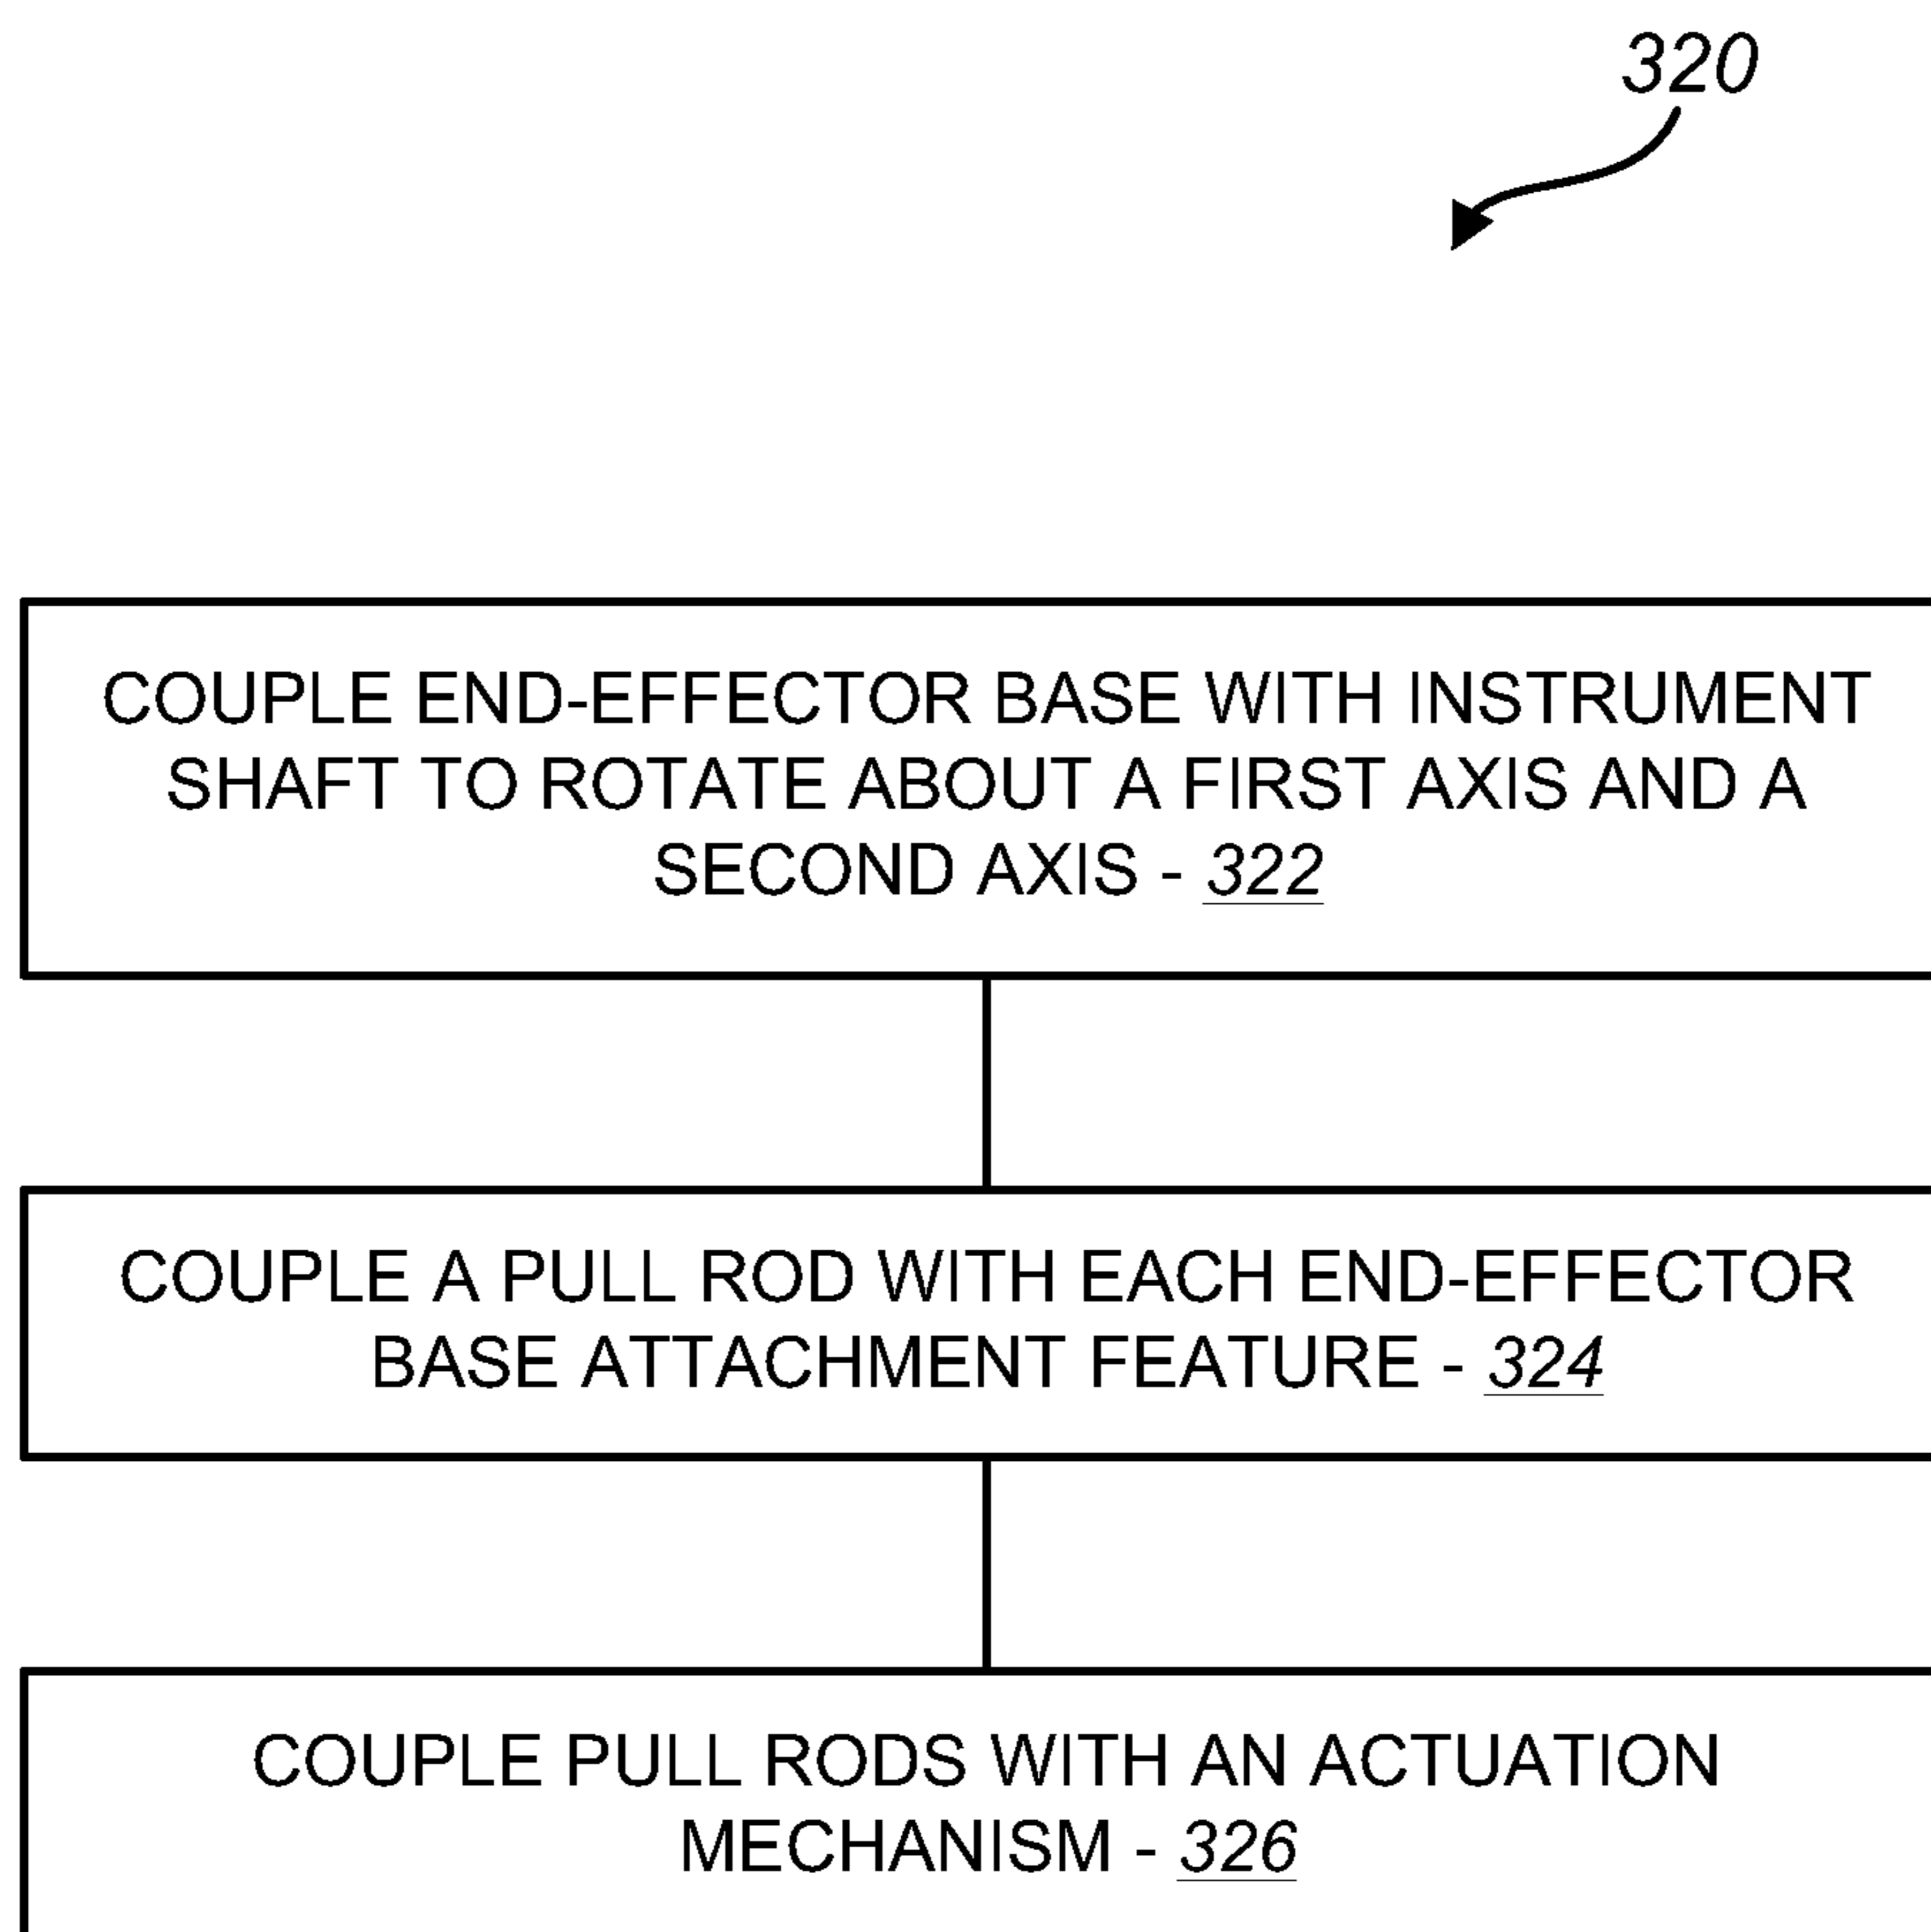 320
COUPLE END-EFFECTOR BASE WITH INSTRUMENT
SHAFT TO ROTATE ABOUT A FIRST AXIS AND A
SECOND AXIS - 322
COUPLE A PULL ROD WITH EACH END-EFFECTOR
BASE ATTACHMENT FEATURE - 324
COUPLE PULL RODS WITH AN ACTUATION
MECHANISM - 326